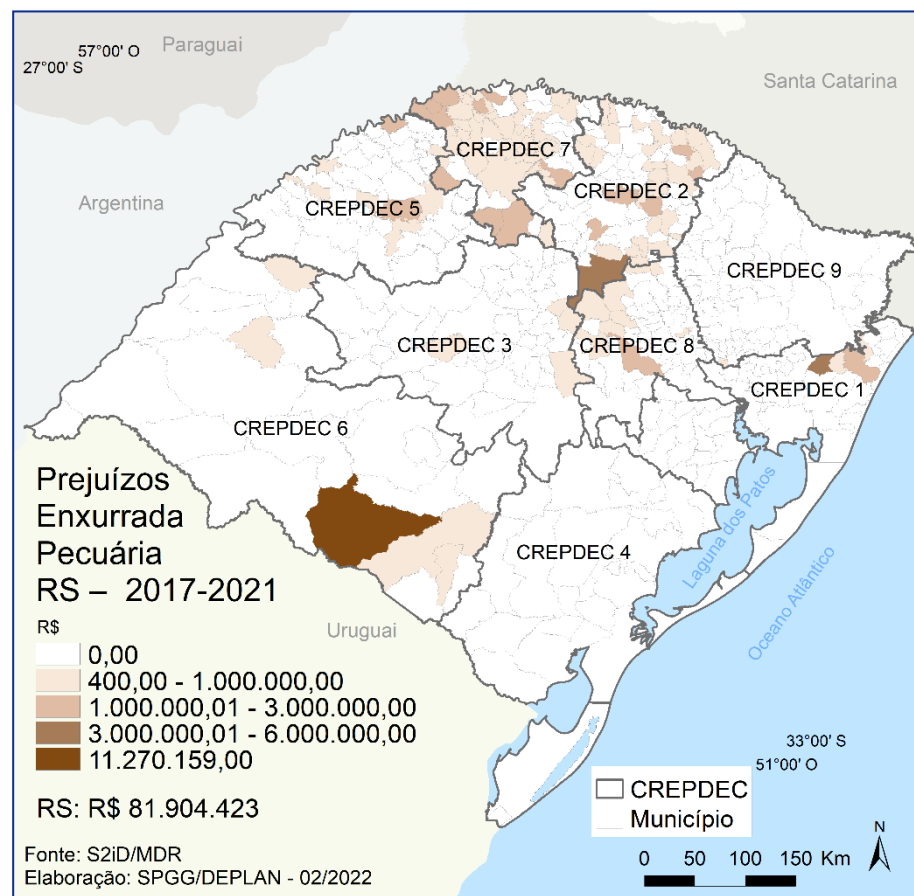 Paraguai
57°00' O
27°00' S
Santa Catarina
Argentina
CREPDEC 7
CREPDEC 2
CREPDEC 5
CREPDEC 9
CREPDEC 3
CREPDEC 8
CREPDEC 1
CREPDEC 6
CREPDEC 4
Laguna dos Patos
Oceano Atlântico
Uruguai
Prejuízos
Enxurrada
Pecuária
RS – 2017-2021
R$
0,00
400,00 - 1.000.000,00
1.000.000,01 - 3.000.000,00
3.000.000,01 - 6.000.000,00
11.270.159,00
RS: R$ 81.904.423
Fonte: S2iD/MDR
Elaboração: SPGG/DEPLAN - 02/2022
33°00' S
51°00' O
CREPDEC
Município
N
0 50 100 150 Km